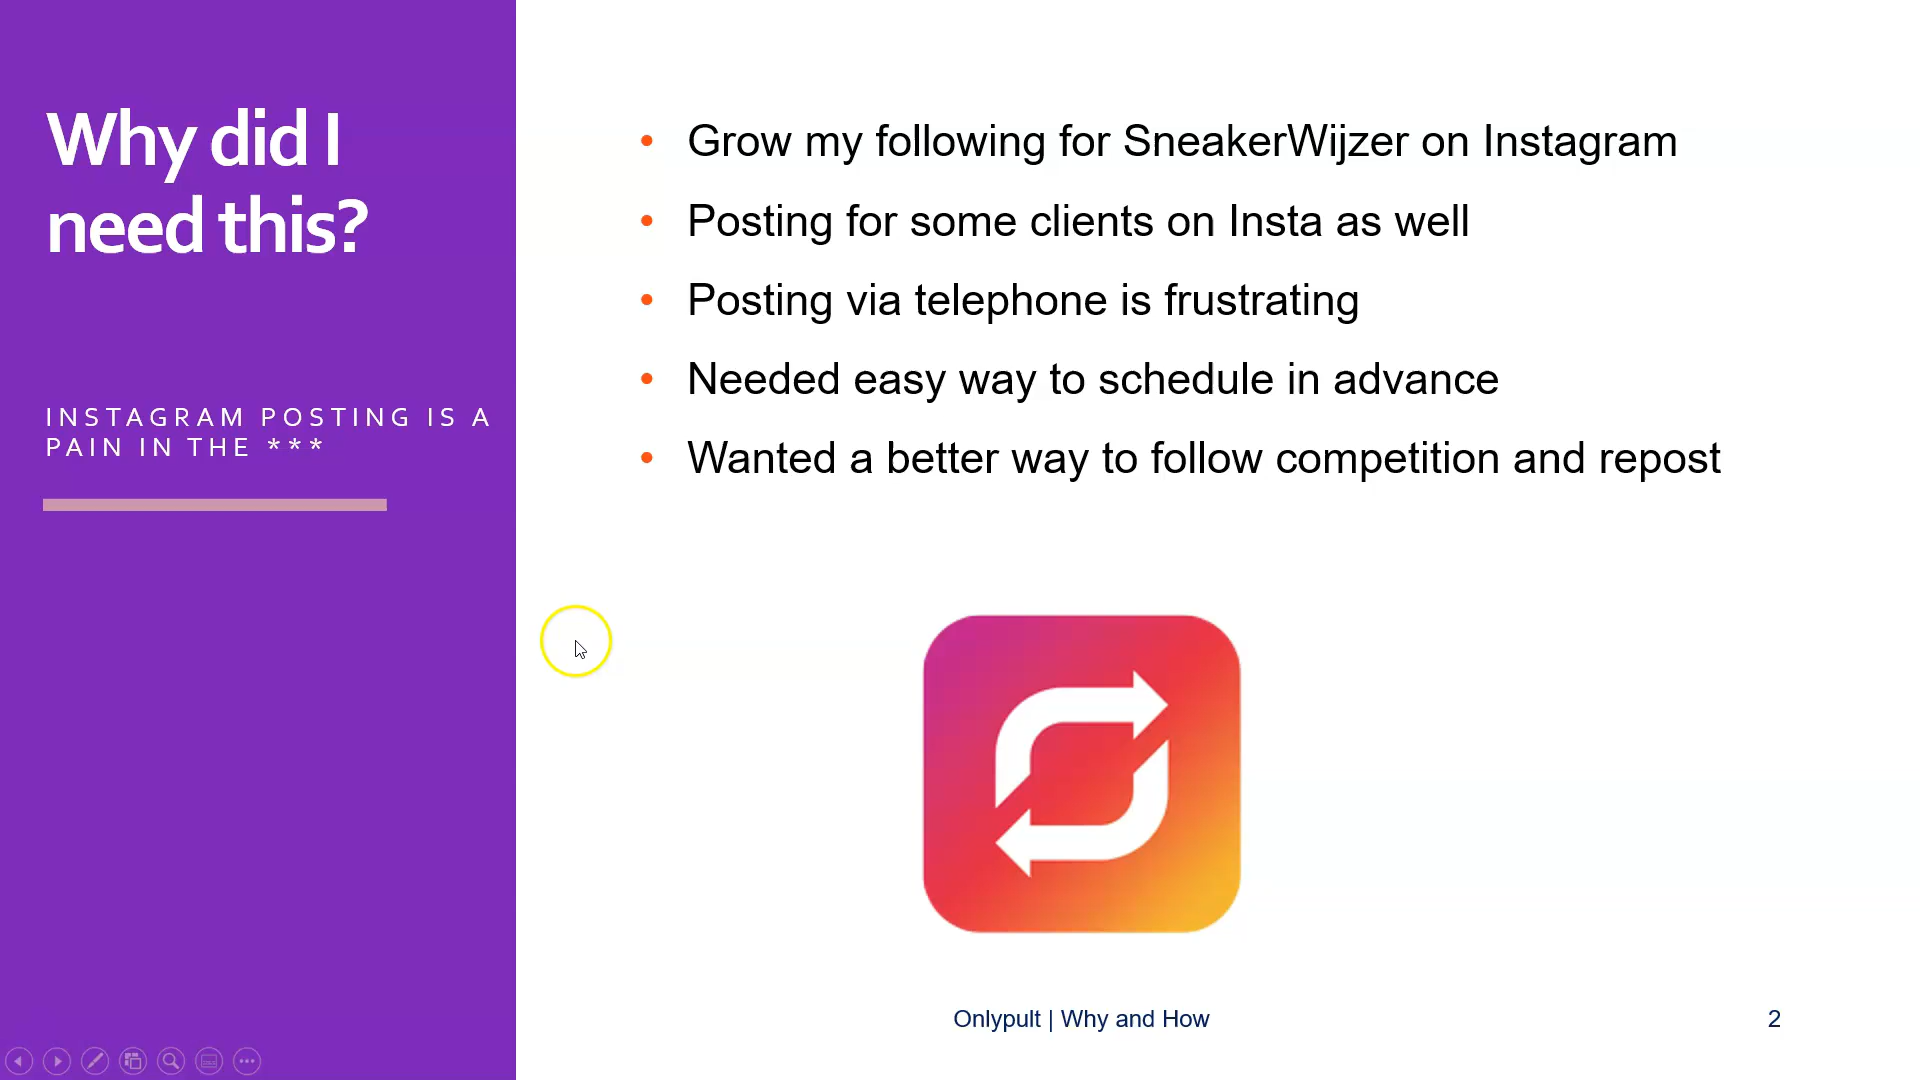 Why did I
need this?
INSTAGRAM POSTING IS A
PAIN IN THE ***
• Grow my following for SneakerWijzer on Instagram
• Posting for some clients on Insta as well
• Posting via telephone is frustrating
• Needed easy way to schedule in advance
• Wanted a better way to follow competition and repost
Onlypult | Why and How
2